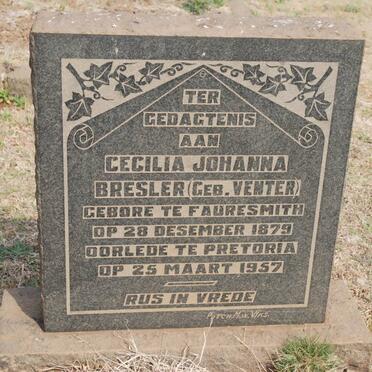 TER
GEDAGTENIS
AAN
CECILIA JOHANNA
BRESLER (GEB. VENTER)
GEBORE TE FAURESMITH
OP 28 DESEMBER 1879
OORLEDE TE PRETORIA
OP 25 MAART 1957
RUS IN VREDE